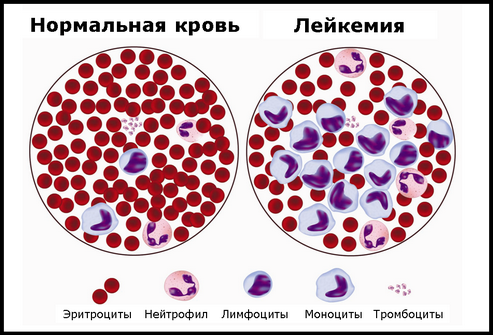 Нормальная кровь
Лейкемия
Эритроциты Нейтрофил Лимфоциты Моноциты Тромбоциты